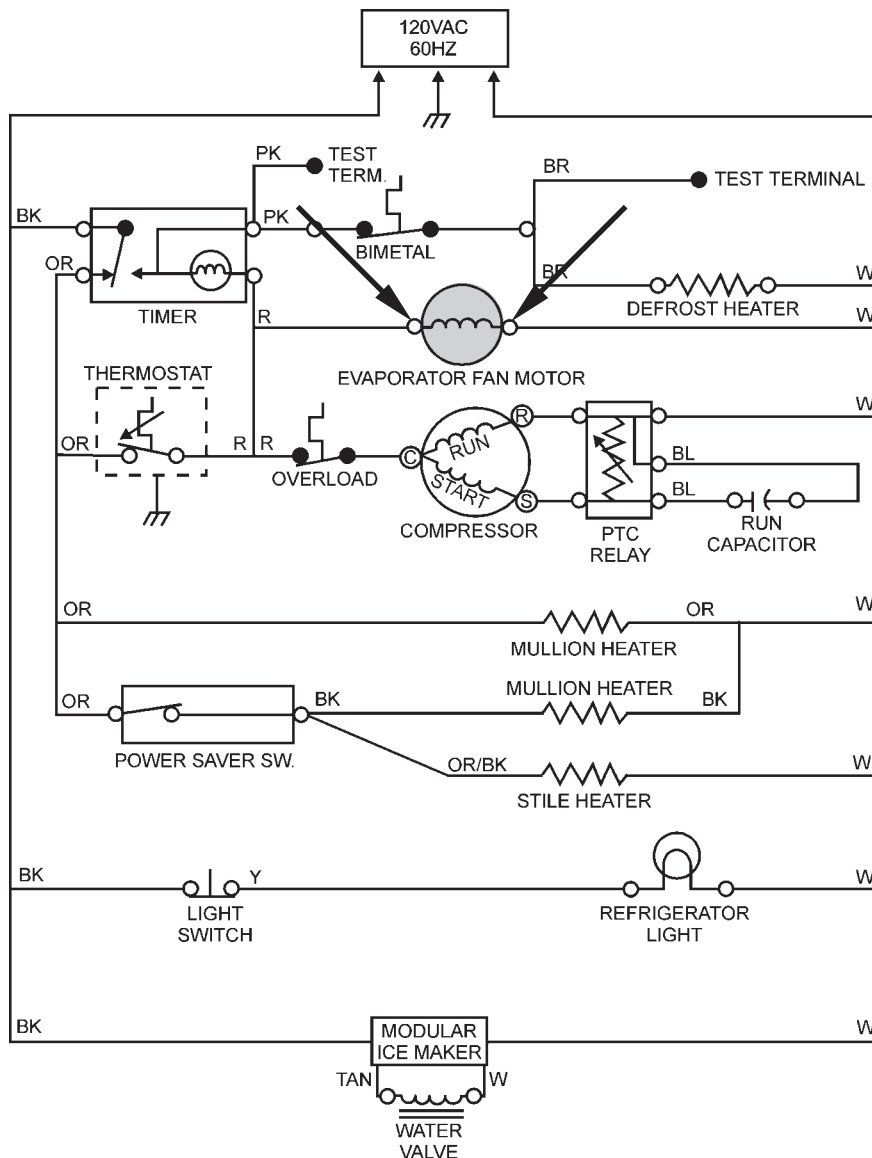 120VAC
60HZ
PK
TEST
TERM.
BR
TEST TERMINAL
BK
PK
BIMETAL
OR
BR
W
TIMER
DEFROST HEATER
R
W
EVAPORATOR FAN MOTOR
THERMOSTAT
R
W
OR
R
R
C
RUN
BL
OVERLOAD
START
S
BL
COMPRESSOR
PTC
RELAY
RUN
CAPACITOR
OR
OR
W
MULLION HEATER
MULLION HEATER
OR
BK
BK
POWER SAVER SW.
OR/BK
W
STILE HEATER
BK
Y
W
LIGHT
SWITCH
REFRIGERATOR
LIGHT
BK
MODULAR
ICE MAKER
W
TAN
W
WATER
VALVE